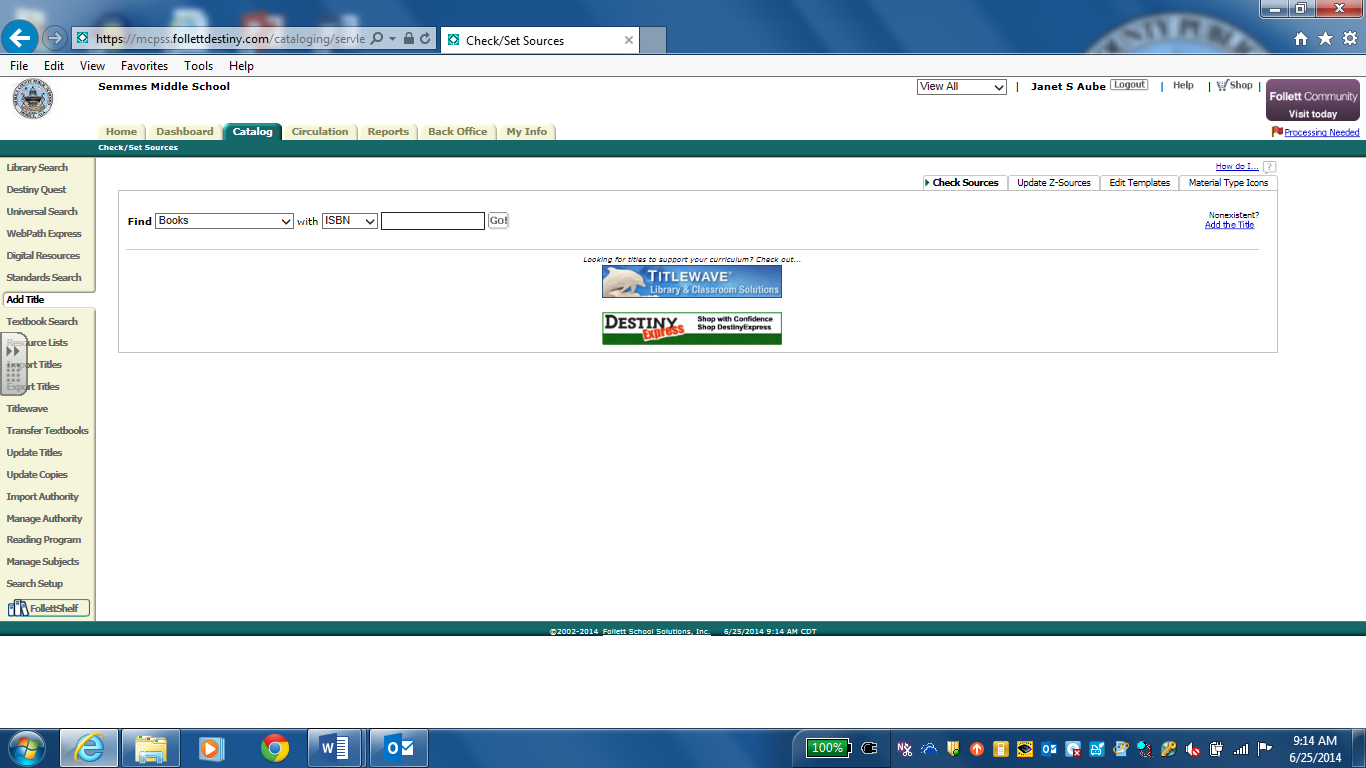 https://mcpss.follettdestiny.com/cataloging/servle
Check/Set Sources
File Edit View Favorites Tools Help
Semmes Middle School
View All | Janet S Aube Logout | Help | Shop |
Follett Community
Visit today
Home Dashboard Catalog Circulation Reports Back Office My Info
Processing Needed
Check/Set Sources
Library Search
Destiny Quest
Universal Search
WebPath Express
Digital Resources
Standards Search
Add Title
Textbook Search
Resource Lists
Import Titles
Export Titles
Titlewave
Transfer Textbooks
Update Titles
Update Copies
Import Authority
Manage Authority
Reading Program
Manage Subjects
Search Setup
FollettShelf
How do I... ?
Check Sources Update Z-Sources Edit Templates Material Type Icons
Find Books with ISBN Go!
Nonexistent?
Add the Title
Looking for titles to support your curriculum? Check out...
TITLEWAVE®
Library & Classroom Solutions
DESTINY Express
Shop with Confidence
Shop DestinyExpress
©2002-2014 Follett School Solutions, Inc. 6/25/2014 9:14 AM CDT
100%
9:14 AM
6/25/2014